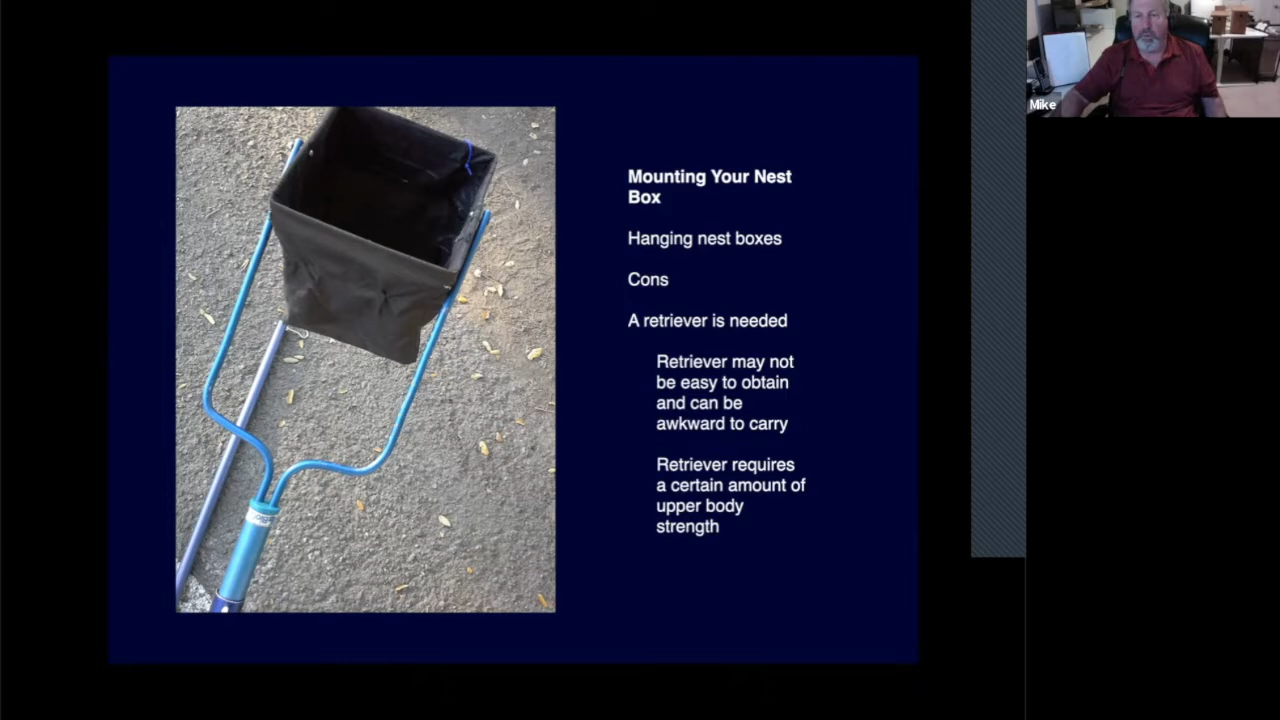 Mounting Your Nest
Box
Hanging nest boxes
Cons
A retriever is needed
Retriever may not
be easy to obtain
and can be
awkward to carry
Retriever requires
a certain amount of
upper body
strength
Mike